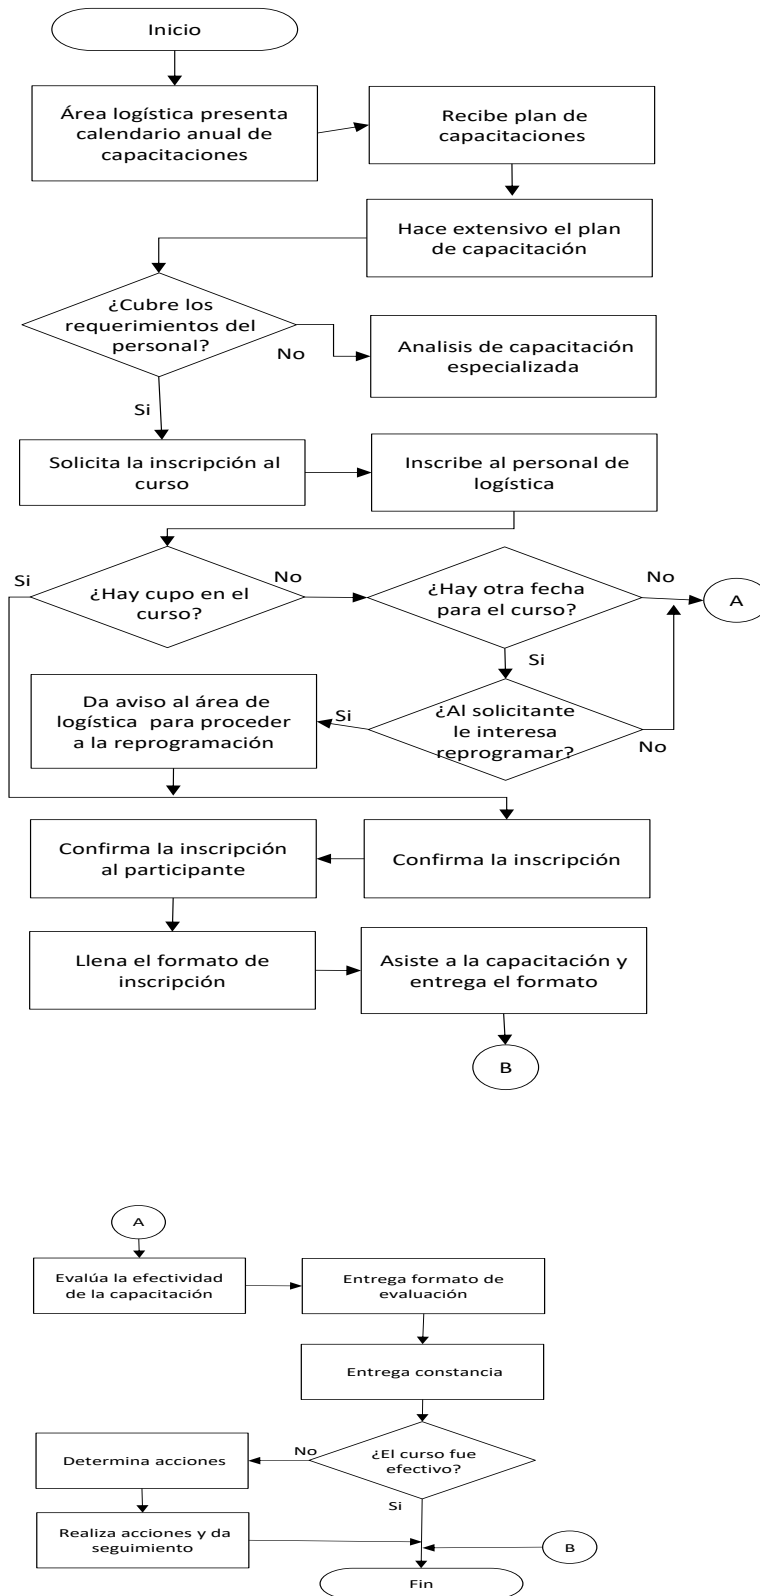 Inicio
Área logística presenta
calendario anual de
capacitaciones
Recibe plan de
capacitaciones
Hace extensivo el plan
de capacitación
¿Cubre los
requerimientos del
personal?
No
Analisis de capacitación
especializada
Si
Solicita la inscripción al
curso
Inscribe al personal de
logística
Si
¿Hay cupo en el
curso?
No
¿Hay otra fecha
para el curso?
No
A
Si
Da aviso al área de
logística para proceder
a la reprogramación
Si
¿Al solicitante
le interesa
reprogramar?
No
Confirma la inscripción
al participante
Confirma la inscripción
Llena el formato de
inscripción
Asiste a la capacitación y
entrega el formato
B
A
Evalúa la efectividad
de la capacitación
Entrega formato de
evaluación
Entrega constancia
¿El curso fue
efectivo?
No
Determina acciones
Si
Realiza acciones y da
seguimiento
B
Fin